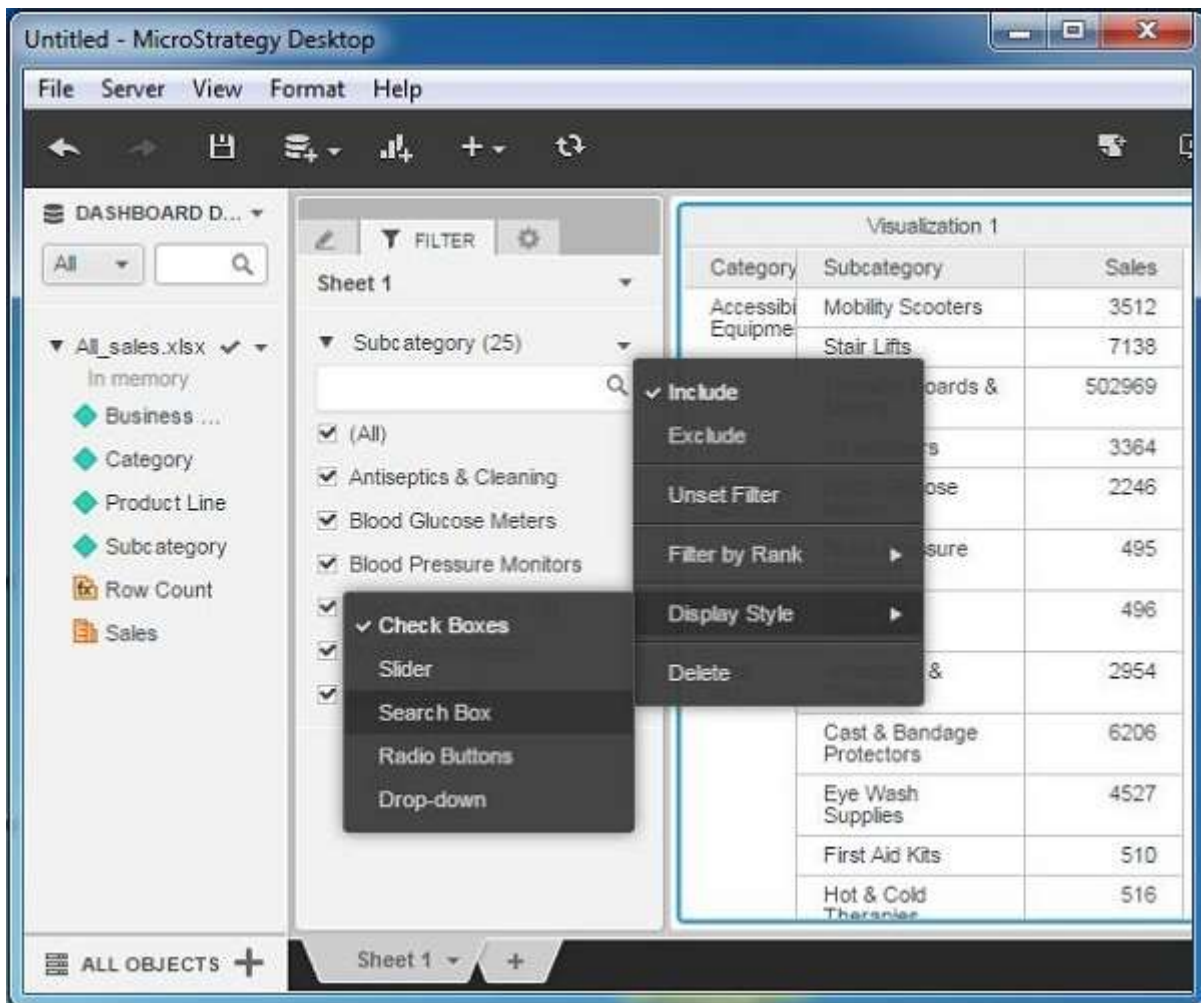 Untitled - MicroStrategy Desktop
File Server View Format Help
DASHBOARD D...
All
All_sales.xlsx
In memory
Business ...
Category
Product Line
Subcategory
Row Count
Sales
ALL OBJECTS
FILTER
Sheet 1
Subcategory (25)
(All)
Antiseptics & Cleaning
Blood Glucose Meters
Blood Pressure Monitors
Check Boxes
Slider
Search Box
Radio Buttons
Drop-down
Include
Exclude
Unset Filter
Filter by Rank
Display Style
Delete
Visualization 1
Category Subcategory Sales
Accessibi Mobility Scooters 3512
Equipme
Stair Lifts 7138
oards & 502969
s 3364
ose 2246
sure 495
496
& 2954
Cast & Bandage 6206
Protectors
Eye Wash 4527
Supplies
First Aid Kits 510
Hot & Cold 516
Therapies
Sheet 1